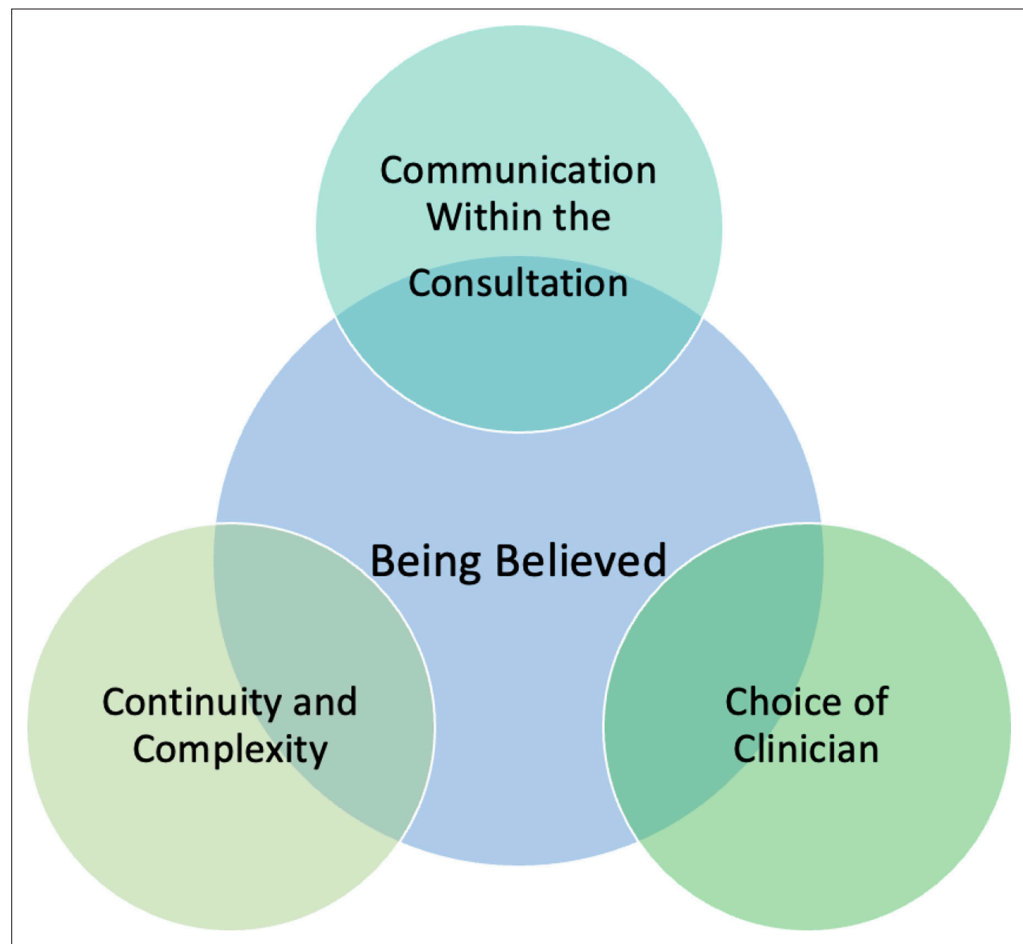 Communication
Within the
Consultation
Being Believed
Continuity and
Complexity
Choice of
Clinician